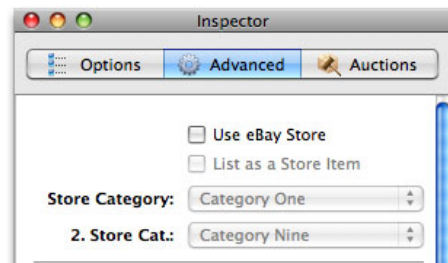 Inspector
Options Advanced Auctions
Use eBay Store
List as a Store Item
Store Category: Category One
2. Store Cat.: Category Nine